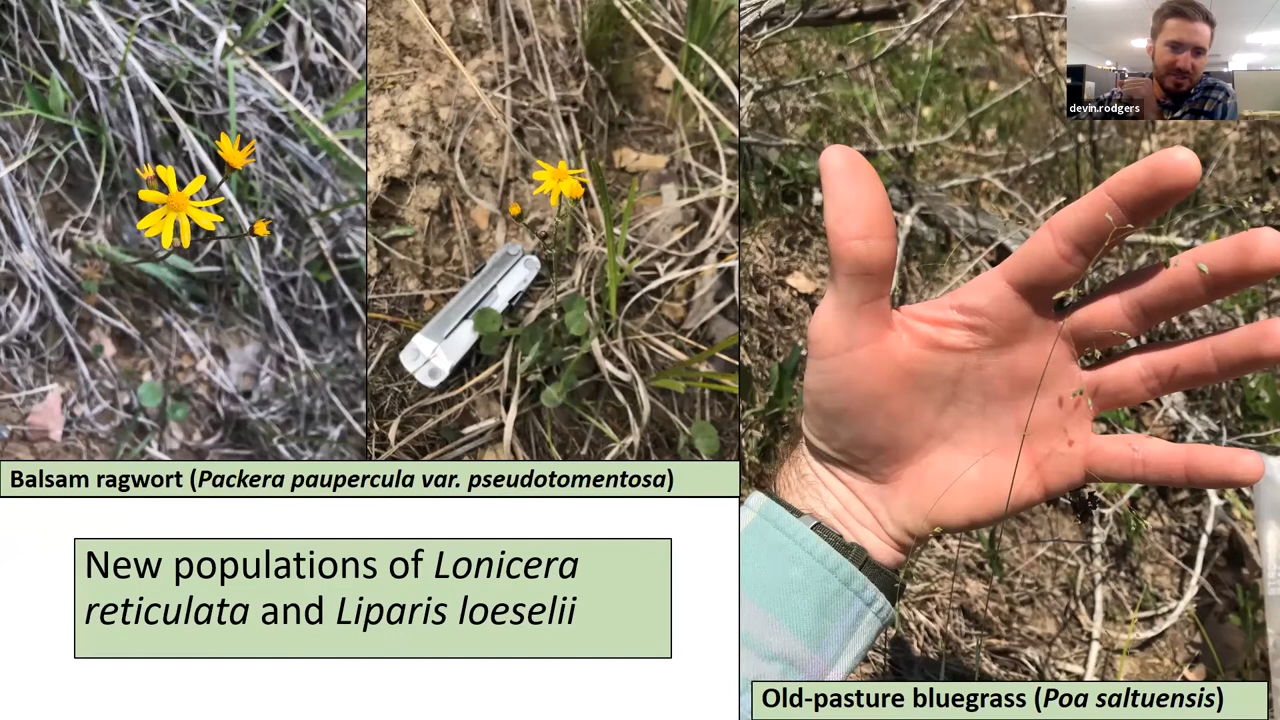 devin.rodgers
Balsam ragwort (Packera paupercula var. pseudotomentosa)
New populations of Lonicera
reticulata and Liparis loeselii
Old-pasture bluegrass (Poa saltuensis)